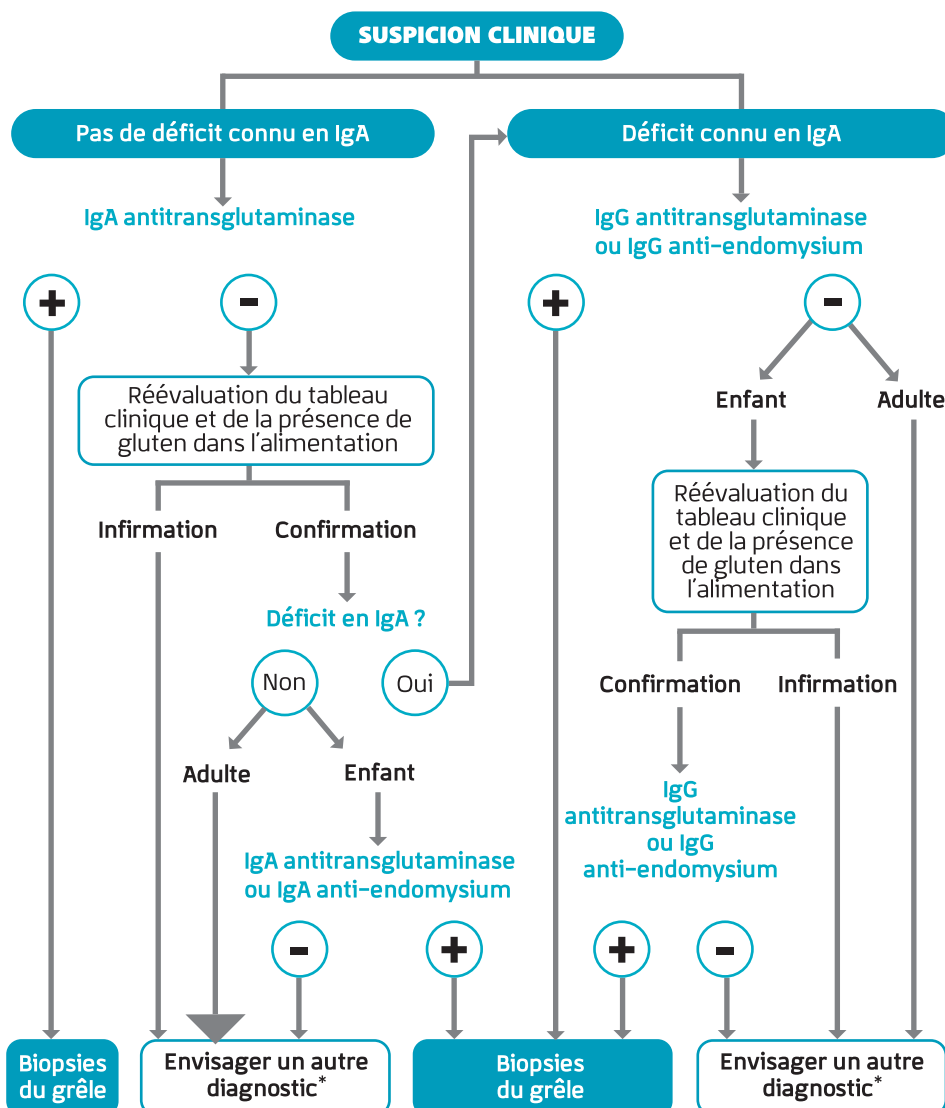 SUSPICION CLINIQUE
Pas de déficit connu en IgA
Déficit connu en IgA
IgA antitransglutaminase
IgG antitransglutaminase
ou IgG anti-endomysium
+
-
+
-
Réévaluation du tableau
clinique et de la présence de
gluten dans l'alimentation
Enfant
Adulte
Infirmation
Confirmation
Réévaluation du
tableau clinique
et de la présence
de gluten dans
l'alimentation
Déficit en IgA ?
Non
Oui
Confirmation
Infirmation
Adulte
Enfant
IgG
antitransglutaminase
ou IgG
anti-endomysium
IgA antitransglutaminase
ou IgA anti-endomysium
-
+
+
-
Biopsies
du grêle
Envisager un autre
diagnostic*
Biopsies
du grêle
Envisager un autre
diagnostic*